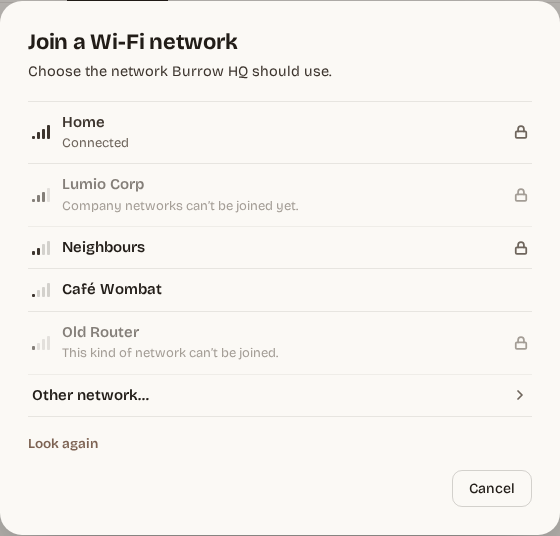 Join a Wi-Fi network
Choose the network Burrow HQ should use.
Home
Connected
Lumio Corp
Company networks can't be joined yet.
Neighbours
Café Wombat
Old Router
This kind of network can't be joined.
Other network...
Look again
Cancel